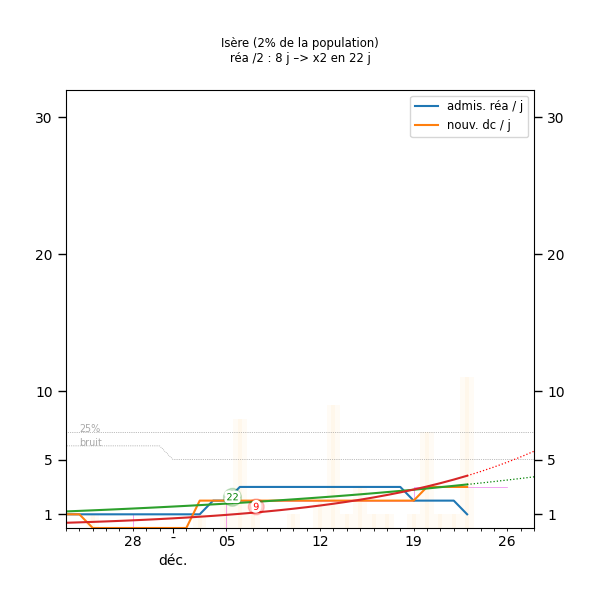 Isère (2% de la population)
réa /2 : 8 j –> x2 en 22 j
admis. réa / j
nouv. dc / j
30 30
20 20
10 10
25%
bruit
5 5
22
9
1 1
28 - 05 12 19 26
déc.